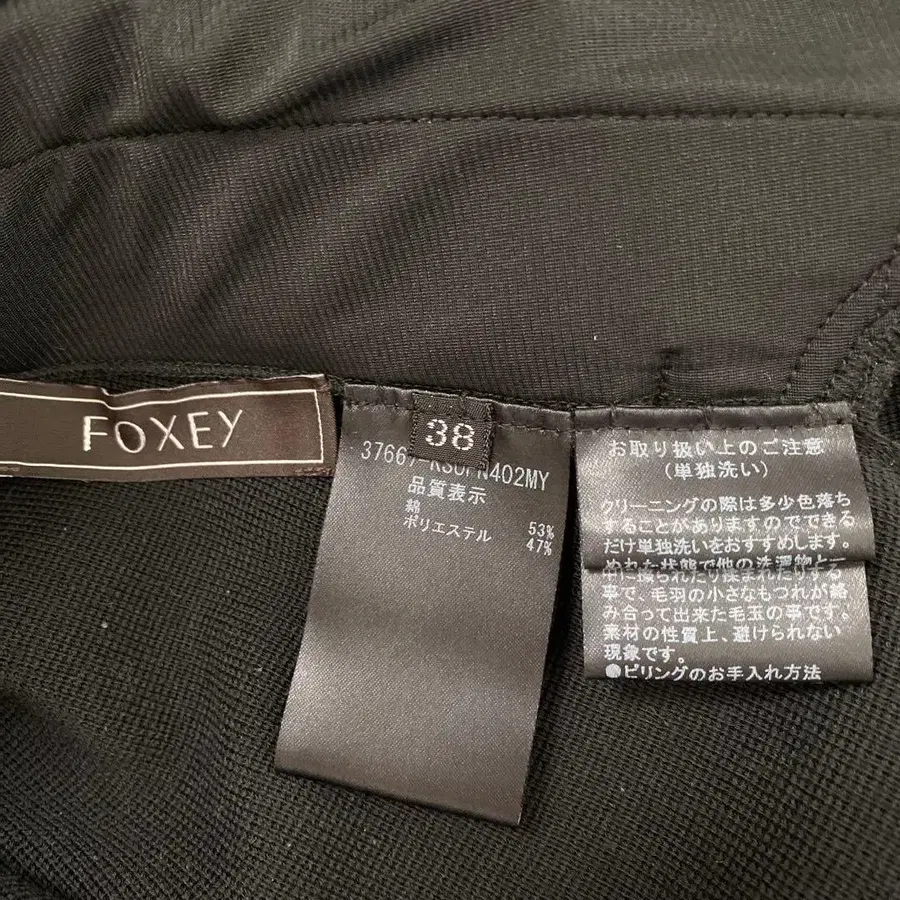 FOXEY
38
37667-KSOPN402MY
品質表示
綿 53%
ポリエステル 47%
お取り扱い上のご注意
(単独洗い)
クリーニングの際は多少色落ち
することがありますのでできる
だけ単独洗いをおすすめします。
ぬれた状態で他の洗濯物と
中に擦られたり揉まれたりする
事で、毛羽の小さなもつれが絡
み合って出来た毛玉の事です。
素材の性質上、避けられない
現象です。
●ピリングのお手入れ方法